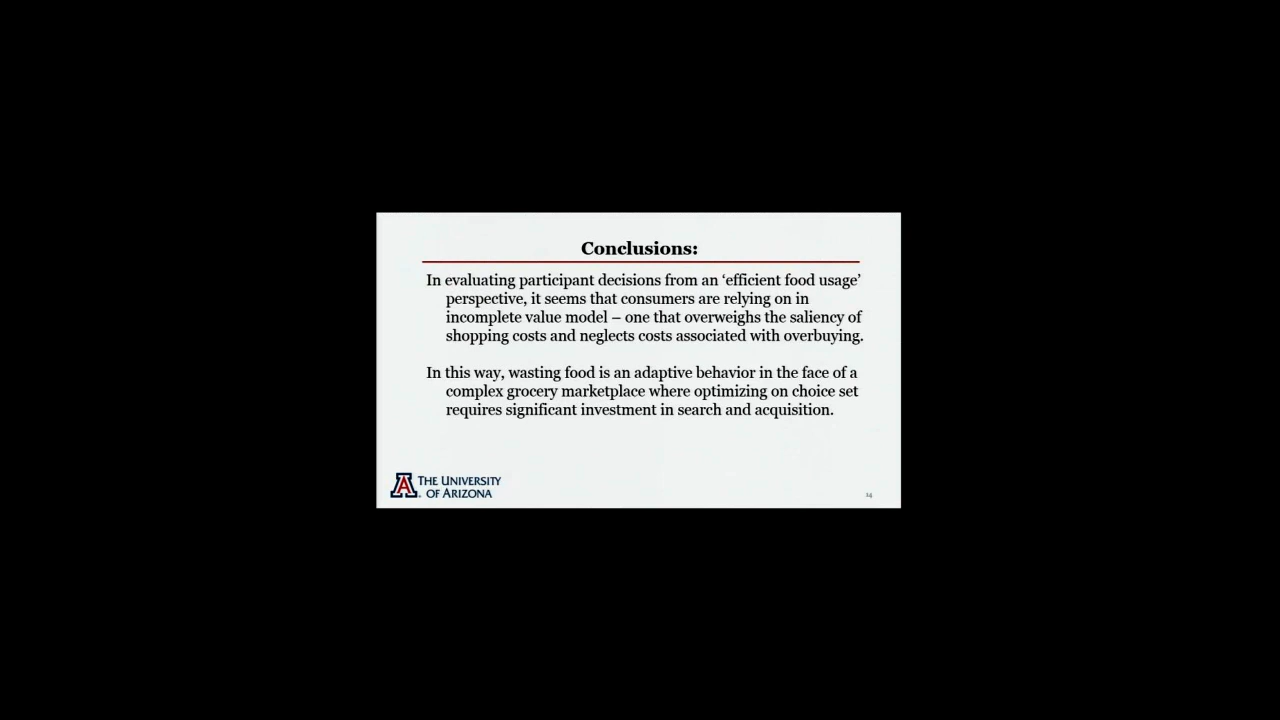 Conclusions:
In evaluating participant decisions from an ‘efficient food usage’
perspective, it seems that consumers are relying on in
incomplete value model – one that overweighs the saliency of
shopping costs and neglects costs associated with overbuying.
In this way, wasting food is an adaptive behavior in the face of a
complex grocery marketplace where optimizing on choice set
requires significant investment in search and acquisition.
A
THE UNIVERSITY
OF ARIZONA
14